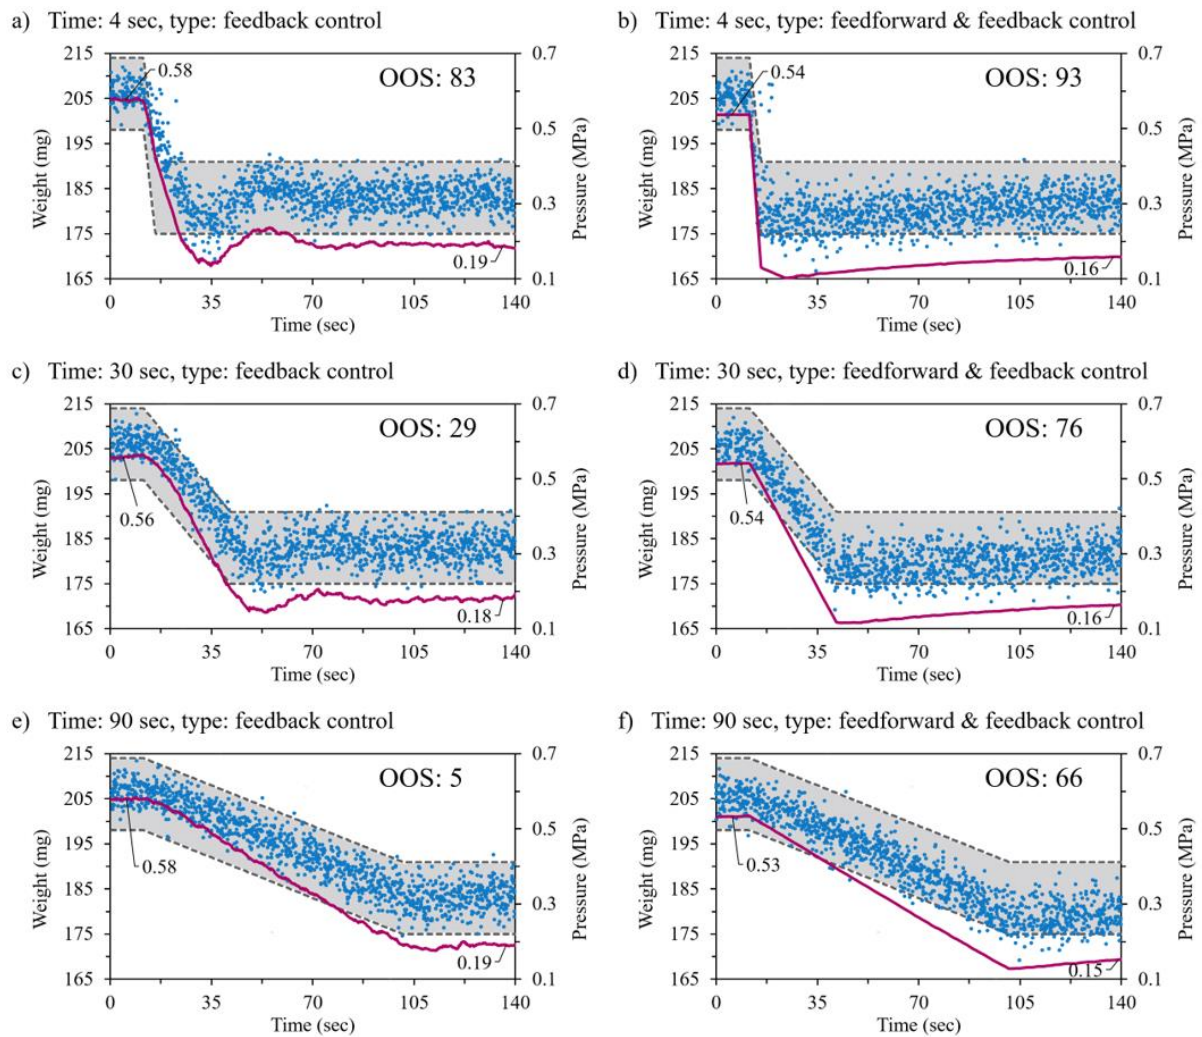 a) Time: 4 sec, type: feedback control
215
205
195
185
175
165
Weight (mg)
0.58
OOS: 83
0.19
0.7
0.5
0.3
0.1
Pressure (MPa)
0 35 70 105 140
Time (sec)
b) Time: 4 sec, type: feedforward & feedback control
215
205
195
185
175
165
Weight (mg)
0.54
OOS: 93
0.16
0.7
0.5
0.3
0.1
Pressure (MPa)
0 35 70 105 140
Time (sec)
c) Time: 30 sec, type: feedback control
215
205
195
185
175
165
Weight (mg)
0.56
OOS: 29
0.18
0.7
0.5
0.3
0.1
Pressure (MPa)
0 35 70 105 140
Time (sec)
d) Time: 30 sec, type: feedforward & feedback control
215
205
195
185
175
165
Weight (mg)
0.54
OOS: 76
0.16
0.7
0.5
0.3
0.1
Pressure (MPa)
0 35 70 105 140
Time (sec)
e) Time: 90 sec, type: feedback control
215
205
195
185
175
165
Weight (mg)
0.58
OOS: 5
0.19
0.7
0.5
0.3
0.1
Pressure (MPa)
0 35 70 105 140
Time (sec)
f) Time: 90 sec, type: feedforward & feedback control
215
205
195
185
175
165
Weight (mg)
0.53
OOS: 66
0.15
0.7
0.5
0.3
0.1
Pressure (MPa)
0 35 70 105 140
Time (sec)